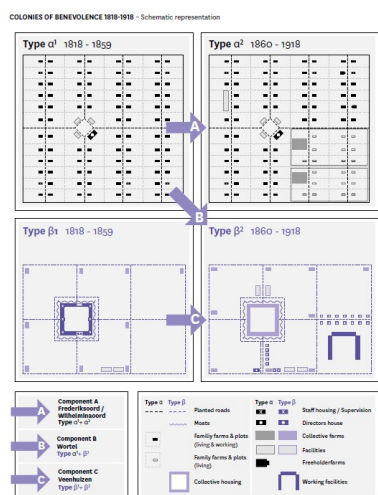 COLONIES OF BENEVOLENCE 1818-1918 - Schematic representation
Type α¹ 1818 - 1859
Type α² 1860 - 1918
A
B
Type β1 1818 - 1859
Type β² 1860 - 1918
C
A
Component A
Frederiksoord /
Wilhelminaoord
Type α¹+ α²
B
Component B
Wortel
Type α¹+ β²
C
Component C
Veenhuizen
Type β¹+ β²
Type α Type β
Planted roads
Moats
Family farms & plots
(living & working)
Family farms & plots
(living)
Collective housing
Type α Type β
Staff housing / Supervision
Directors house
Collective farms
Facilities
Freeholderfarms
Working facilities